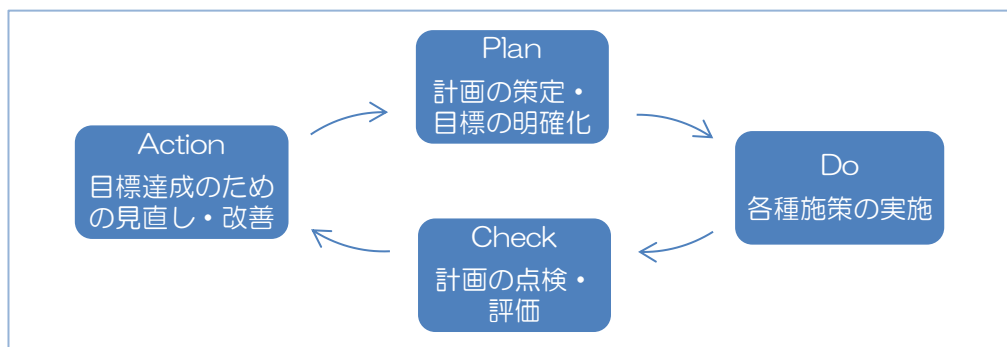 Plan
計画の策定・
目標の明確化
Do
各種施策の実施
Check
計画の点検・
評価
Action
目標達成のため
の見直し・改善